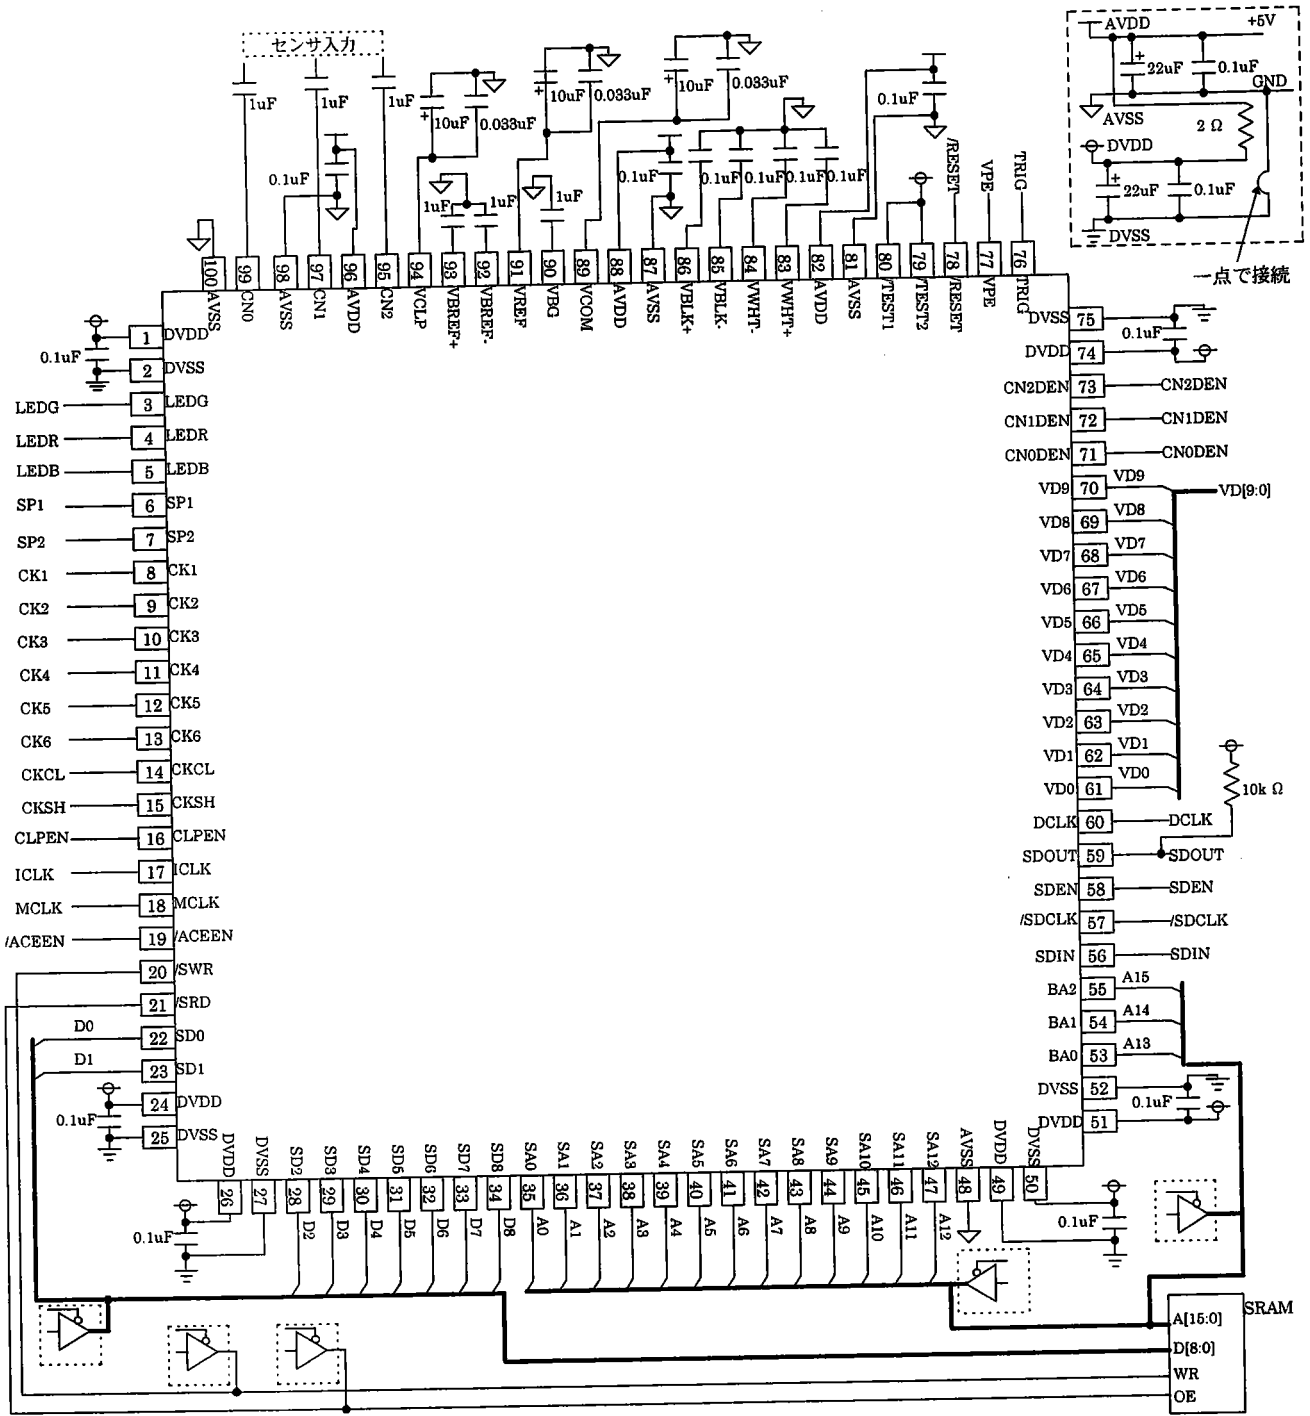 センサ入力
1uF
1uF
1uF
10uF
0.033uF
10uF
0.033uF
10uF
0.033uF
0.1uF
0.1uF
1uF
1uF
1uF
0.1uF
0.1uF
0.1uF
0.1uF
0.1uF
/RESET
VPE
TRIG
AVDD
+5V
22uF
0.1uF
GND
AVSS
2 Ω
DVDD
22uF
0.1uF
DVSS
一点で接続
100 AVSS
99 CN0
98 AVSS
97 CN1
96 AVDD
95 CN2
94 VCLP
93 VBREF+
92 VBREF-
91 VREF
90 VBG
89 VCOM
88 AVDD
87 AVSS
86 VBLK+
85 VBLK-
84 VWHT-
83 VWHT+
82 AVDD
81 AVSS
80 /TEST1
79 /TEST2
78 /RESET
77 VPE
76 TRIG
0.1uF
1 DVDD
2 DVSS
LEDG 3 LEDG
LEDR 4 LEDR
LEDB 5 LEDB
SP1 6 SP1
SP2 7 SP2
CK1 8 CK1
CK2 9 CK2
CK3 10 CK3
CK4 11 CK4
CK5 12 CK5
CK6 13 CK6
CKCL 14 CKCL
CKSH 15 CKSH
CLPEN 16 CLPEN
ICLK 17 ICLK
MCLK 18 MCLK
/ACEEN 19 /ACEEN
20 /SWR
21 /SRD
D0 22 SD0
D1 23 SD1
24 DVDD
0.1uF
25 DVSS
DVSS 75
0.1uF
DVDD 74
CN2DEN 73 CN2DEN
CN1DEN 72 CN1DEN
CN0DEN 71 CN0DEN
VD9 70 VD9
VD[9:0]
VD8 69 VD8
VD7 68 VD7
VD6 67 VD6
VD5 66 VD5
VD4 65 VD4
VD3 64 VD3
VD2 63 VD2
VD1 62 VD1
VD0 61 VD0
10k Ω
DCLK 60 DCLK
SDOUT 59 SDOUT
SDEN 58 SDEN
/SDCLK 57 /SDCLK
SDIN 56 SDIN
BA2 55 A15
BA1 54 A14
BA0 53 A13
DVSS 52
0.1uF
DVDD 51
DVDD 26
DVSS 27
SD2 28 D2
SD3 29 D3
SD4 30 D4
SD5 31 D5
SD6 32 D6
SD7 33 D7
SD8 34 D8
SA0 35 A0
SA1 36 A1
SA2 37 A2
SA3 38 A3
SA4 39 A4
SA5 40 A5
SA6 41 A6
SA7 42 A7
SA8 43 A8
SA9 44 A9
SA10 45 A10
SA11 46 A11
SA12 47 A12
AVSS 48
DVDD 49
DVSS 50
0.1uF
0.1uF
SRAM
A[15:0]
D[8:0]
WR
OE